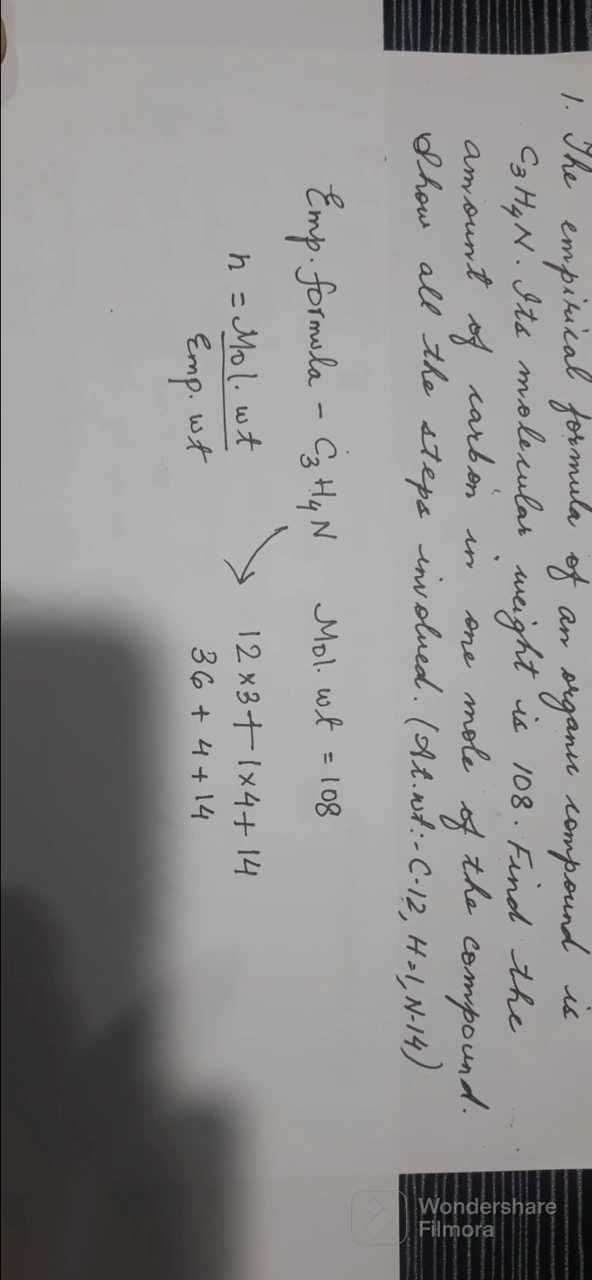 1. The empirical formula of an organic compound is
C3H4N. Its molecular weight is 108. Find the
amount of carbon in one mole of the compound.
Show all the steps involved. (At.wt:- C-12, H=1, N-14)
Emp. formula - C3H4N Mol. wt = 108
n = Mol. wt
Emp. wt
12×3+1×4+14
36+4+14
Wondershare
Filmora